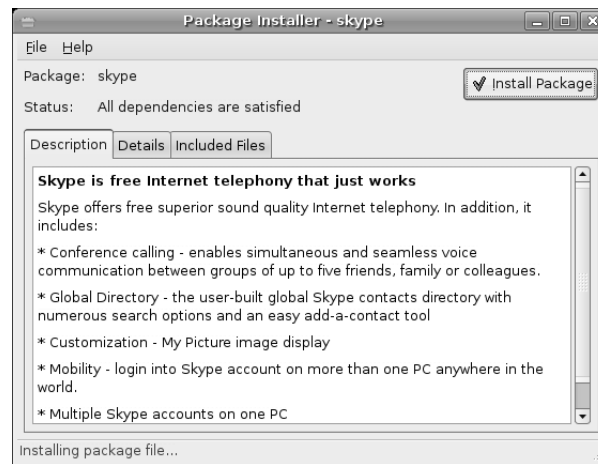 Package Installer - skype
File Help
Package: skype
Install Package
Status: All dependencies are satisfied
Description Details Included Files
Skype is free Internet telephony that just works
Skype offers free superior sound quality Internet telephony. In addition, it
includes:
* Conference calling - enables simultaneous and seamless voice
communication between groups of up to five friends, family or colleagues.
* Global Directory - the user-built global Skype contacts directory with
numerous search options and an easy add-a-contact tool
* Customization - My Picture image display
* Mobility - login into Skype account on more than one PC anywhere in the
world.
* Multiple Skype accounts on one PC
Installing package file...